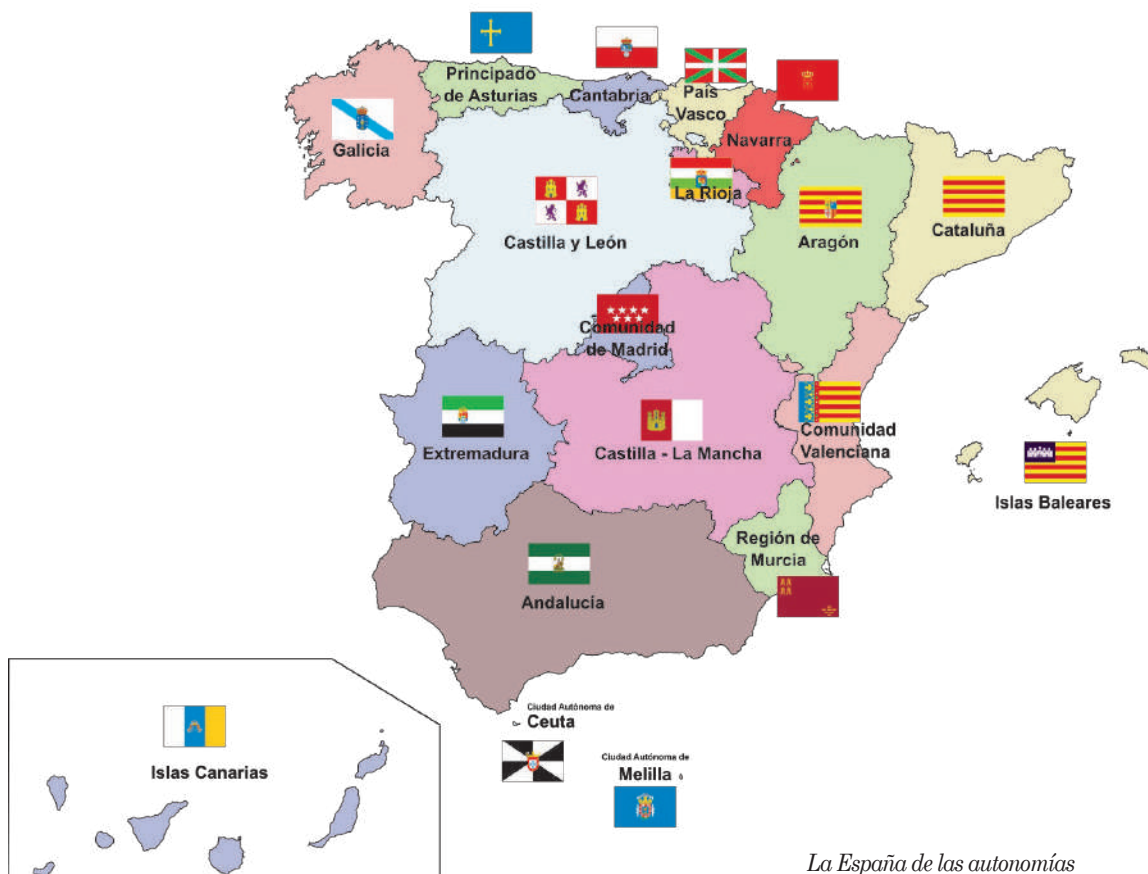 Principado
de Asturias
Cantabria
País
Vasco
Navarra
Galicia
La Rioja
Castilla y León
Aragón
Cataluña
Comunidad
de Madrid
Extremadura
Castilla - La Mancha
Comunidad
Valenciana
Islas Baleares
Región de
Murcia
Andalucía
Ciudad Autónoma de
Ceuta
Ciudad Autónoma de
Melilla
Islas Canarias
La España de las autonomías